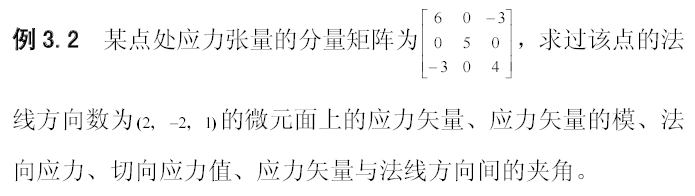 例 3.2 某点处应力张量的分量矩阵为 \begin{bmatrix} 6 & 0 & -3 \\ 0 & 5 & 0 \\ -3 & 0 & 4 \end{bmatrix}，求过该点的法
线方向数为(2, -2, 1)的微元面上的应力矢量、应力矢量的模、法
向应力、切向应力值、应力矢量与法线方向间的夹角。